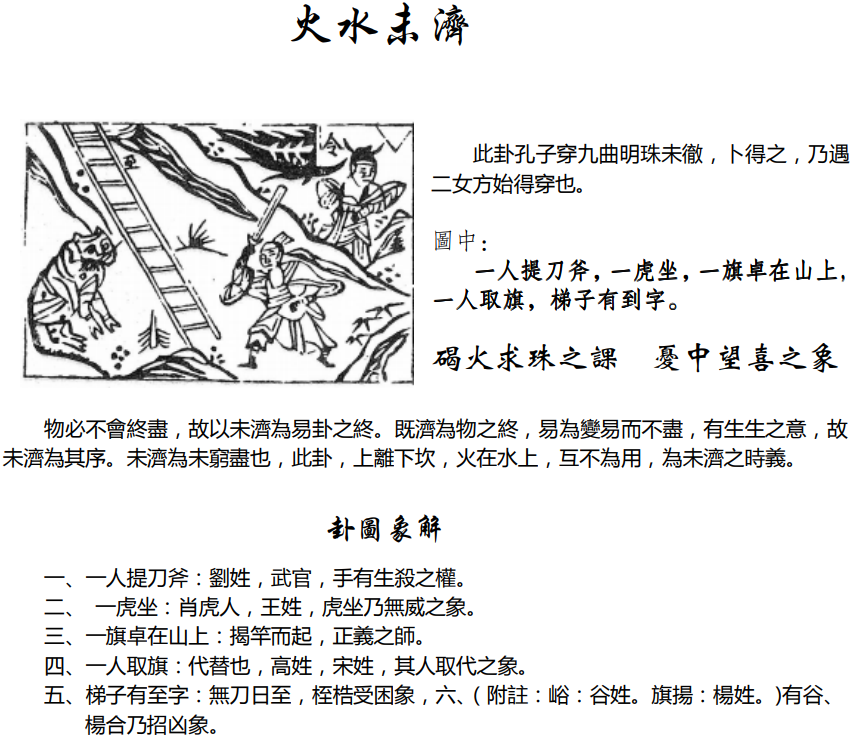 火水未濟
此卦孔子穿九曲明珠未徹，卜得之，乃遇
二女方始得穿也。
圖中：
一人提刀斧，一虎坐，一旗卓在山上，
一人取旗，梯子有到字。
碣火求珠之課　憂中望喜之象
物必不會終盡，故以未濟為易卦之終。既濟為物之終，易為變易而不盡，有生生之意，故
未濟為其序。未濟為未窮盡也，此卦，上離下坎，火在水上，互不為用，為未濟之時義。
卦圖象解
一、一人提刀斧：劉姓，武官，手有生殺之權。
二、 一虎坐：肖虎人，王姓，虎坐乃無威之象。
三、一旗卓在山上：揭竿而起，正義之師。
四、一人取旗：代替也，高姓，宋姓，其人取代之象。
五、梯子有至字：無刀日至，桎梏受困象，六、( 附註：峪：谷姓。旗揚：楊姓。)有谷、
楊合乃招凶象。